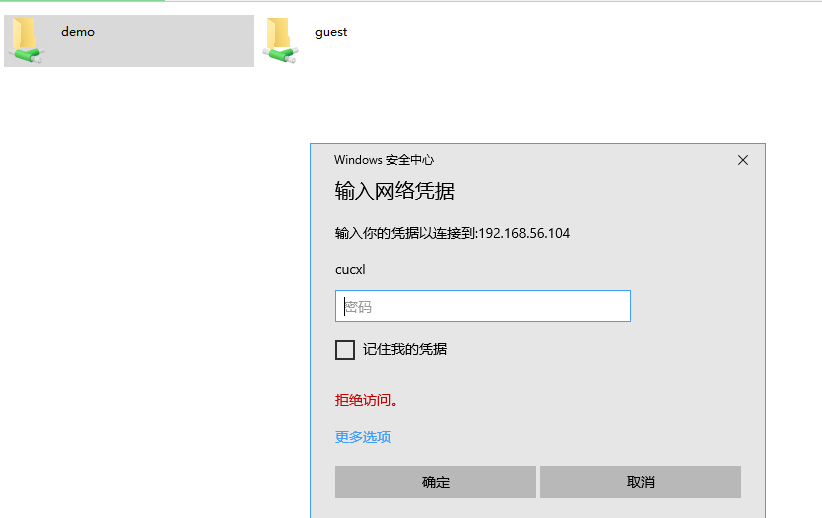 demo
guest
Windows 安全中心
输入网络凭据
输入你的凭据以连接到:192.168.56.104
cucxl
密码
记住我的凭据
拒绝访问。
更多选项
确定
取消